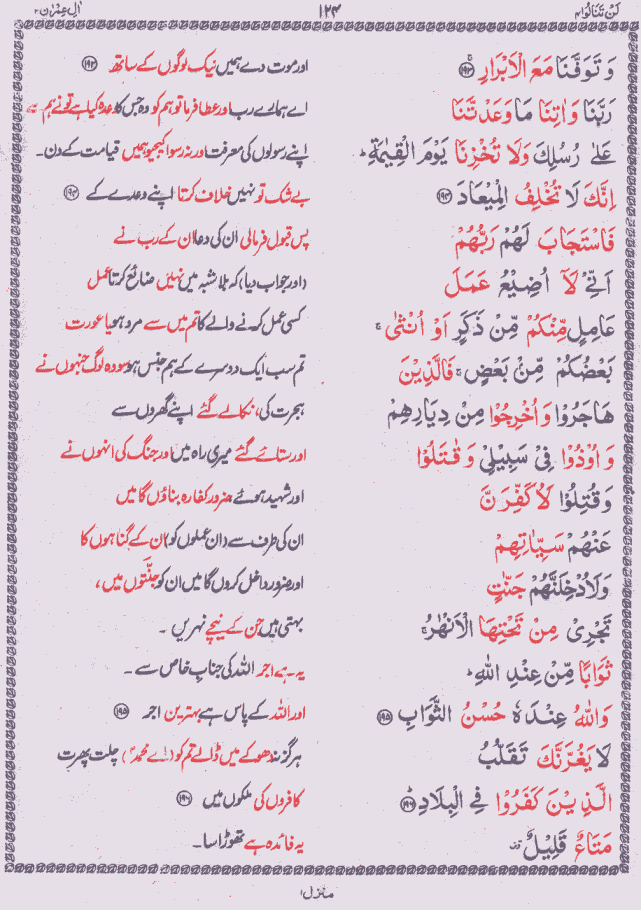 لَنْ تَنَالُوا۴ ۱۲۴ اٰلِ عِمْرٰن۳
وَ تَوَفَّنَا مَعَ الْاَبْرَارِ ۝۱۹۳ اور موت دے ہمیں نیک لوگوں کے ساتھ ۝۱۹۳
رَبَّنَا وَ اٰتِنَا مَا وَعَدْتَّنَا اے ہمارے رب اور عطا فرما تو ہم کو وہ جس کا وعدہ کیا ہے تو نے ہم سے
عَلٰی رُسُلِكَ وَلَا تُخْزِنَا یَوْمَ الْقِیٰمَةِ ؕ اپنے رسولوں کی معرفت اور نہ رسوا کیجیو ہمیں قیامت کے دن۔
اِنَّكَ لَا تُخْلِفُ الْمِیْعَادَ ۝۱۹۴ بے شک تو نہیں خلاف کرتا اپنے وعدے کے ۝۱۹۴
فَاسْتَجَابَ لَهُمْ رَبُّهُمْ پس قبول فرمالی ان کی دعا ان کے رب نے
اَنِّیْ لَاۤ اُضِیْعُ عَمَلَ (اور جواب دیا) کہ بلا شبہ میں نہیں ضائع کرتا عمل
عَامِلٍ مِّنْكُمْ مِّنْ ذَكَرٍ اَوْ اُنْثٰی ۚ کسی عمل کرنے والے کا تم میں سے مرد ہو یا عورت
بَعْضُكُمْ مِّنْۢ بَعْضٍ ۚ فَالَّذِیْنَ تم سب ایک دوسرے کے ہم جنس ہو سو وہ لوگ جنہوں نے
هَاجَرُوْا وَ اُخْرِجُوْا مِنْ دِیَارِهِمْ ہجرت کی، نکالے گئے اپنے گھروں سے
وَ اُوْذُوْا فِیْ سَبِیْلِیْ وَ قٰتَلُوْا اور ستائے گئے میری راہ میں اور جنگ کی انہوں نے
وَ قُتِلُوْا لَاُكَفِّرَنَّ اور شہید ہوئے ضرور کفارہ بناؤں گا میں
عَنْهُمْ سَیِّاٰتِهِمْ ان کی طرف سے (ان عملوں کو) ان کے گناہوں کا
وَلَاُدْخِلَنَّهُمْ جَنّٰتٍ اور ضرور داخل کروں گا میں ان کو جنّتوں میں،
تَجْرِیْ مِنْ تَحْتِهَا الْاَنْهٰرُ ۚ بہتی ہیں جن کے نیچے نہریں ۔
ثَوَابًا مِّنْ عِنْدِ اللّٰهِ ؕ یہ ہے اجر اللہ کی جناب خاص سے ۔
وَاللّٰهُ عِنْدَهٗ حُسْنُ الثَّوَابِ ۝۱۹۵ اور اللہ کے پاس ہے بہترین اجر ۝۱۹۵
لَا یَغُرَّنَّكَ تَقَلُّبُ ہرگز نہ دھوکے میں ڈالے تم کو (اے محمدؐ) چلت پھرت
الَّذِیْنَ كَفَرُوْا فِی الْبِلَادِ ۝۱۹۶ کافروں کی ملکوں میں ۝۱۹۶
مَتَاعٌ قَلِیْلٌ یہ فائدہ ہے تھوڑا سا۔
منزل۱